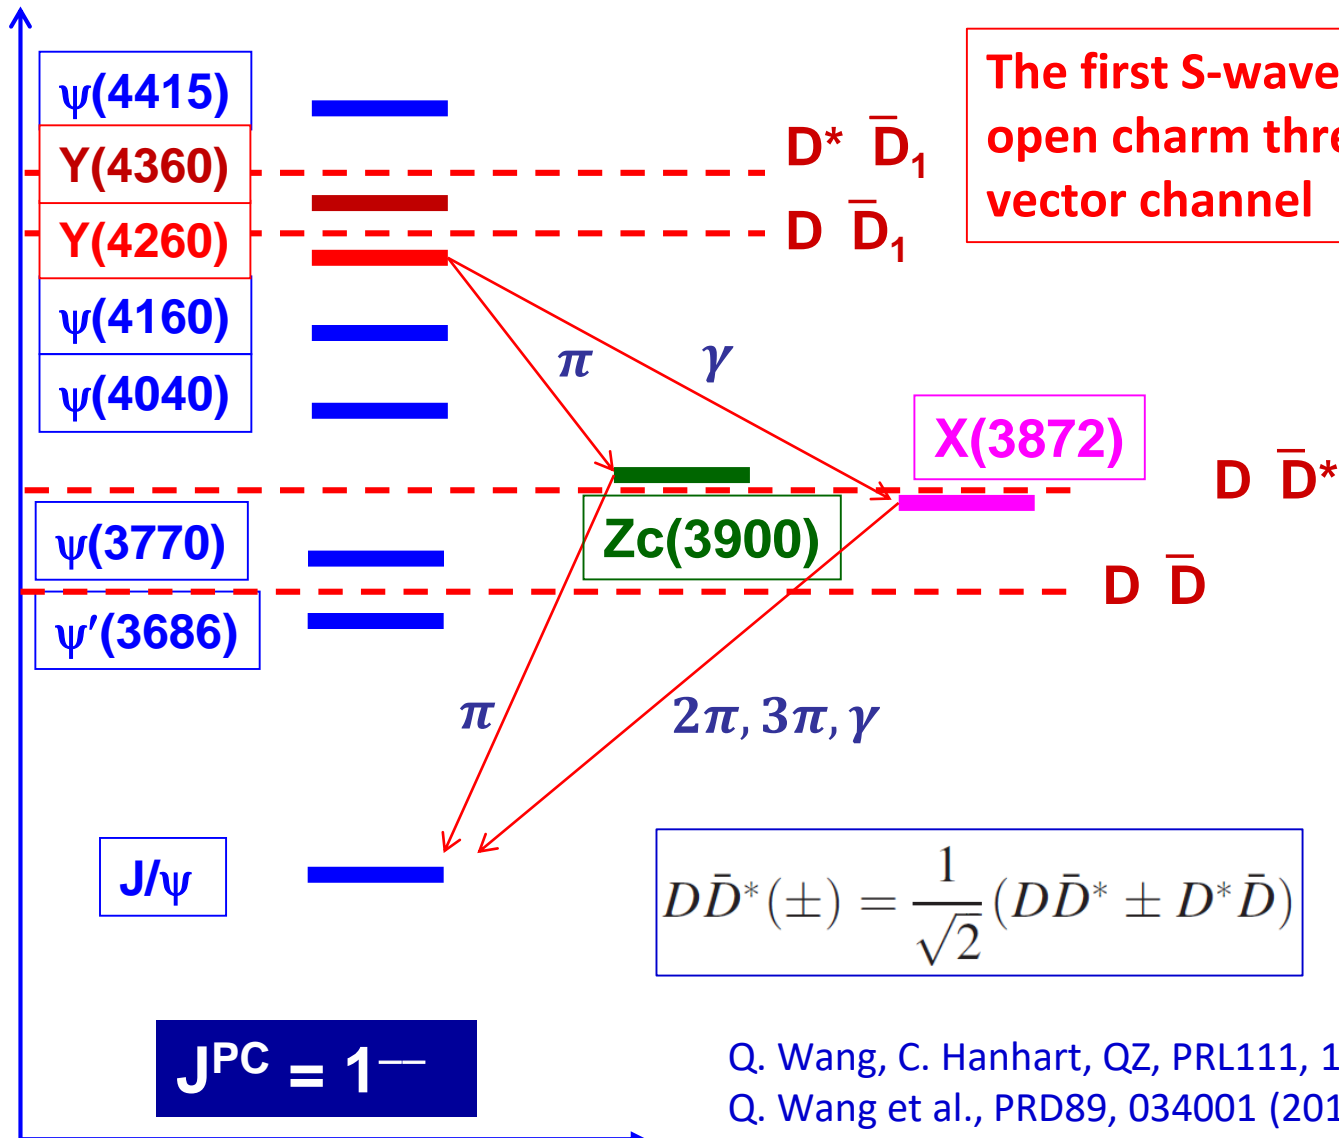 ψ(4415)
Y(4360)
Y(4260)
ψ(4160)
ψ(4040)
ψ(3770)
ψ′(3686)
J/ψ
D* D̄₁
D D̄₁
The first S-wave
open charm thre
vector channel
π
γ
X(3872)
D D̄*
Zc(3900)
D D̄
π
2π, 3π, γ
DD̄*(±) = 1/√2 (DD̄* ± D*D̄)
Jᴾᶜ = 1⁻⁻
Q. Wang, C. Hanhart, QZ, PRL111, 1
Q. Wang et al., PRD89, 034001 (201